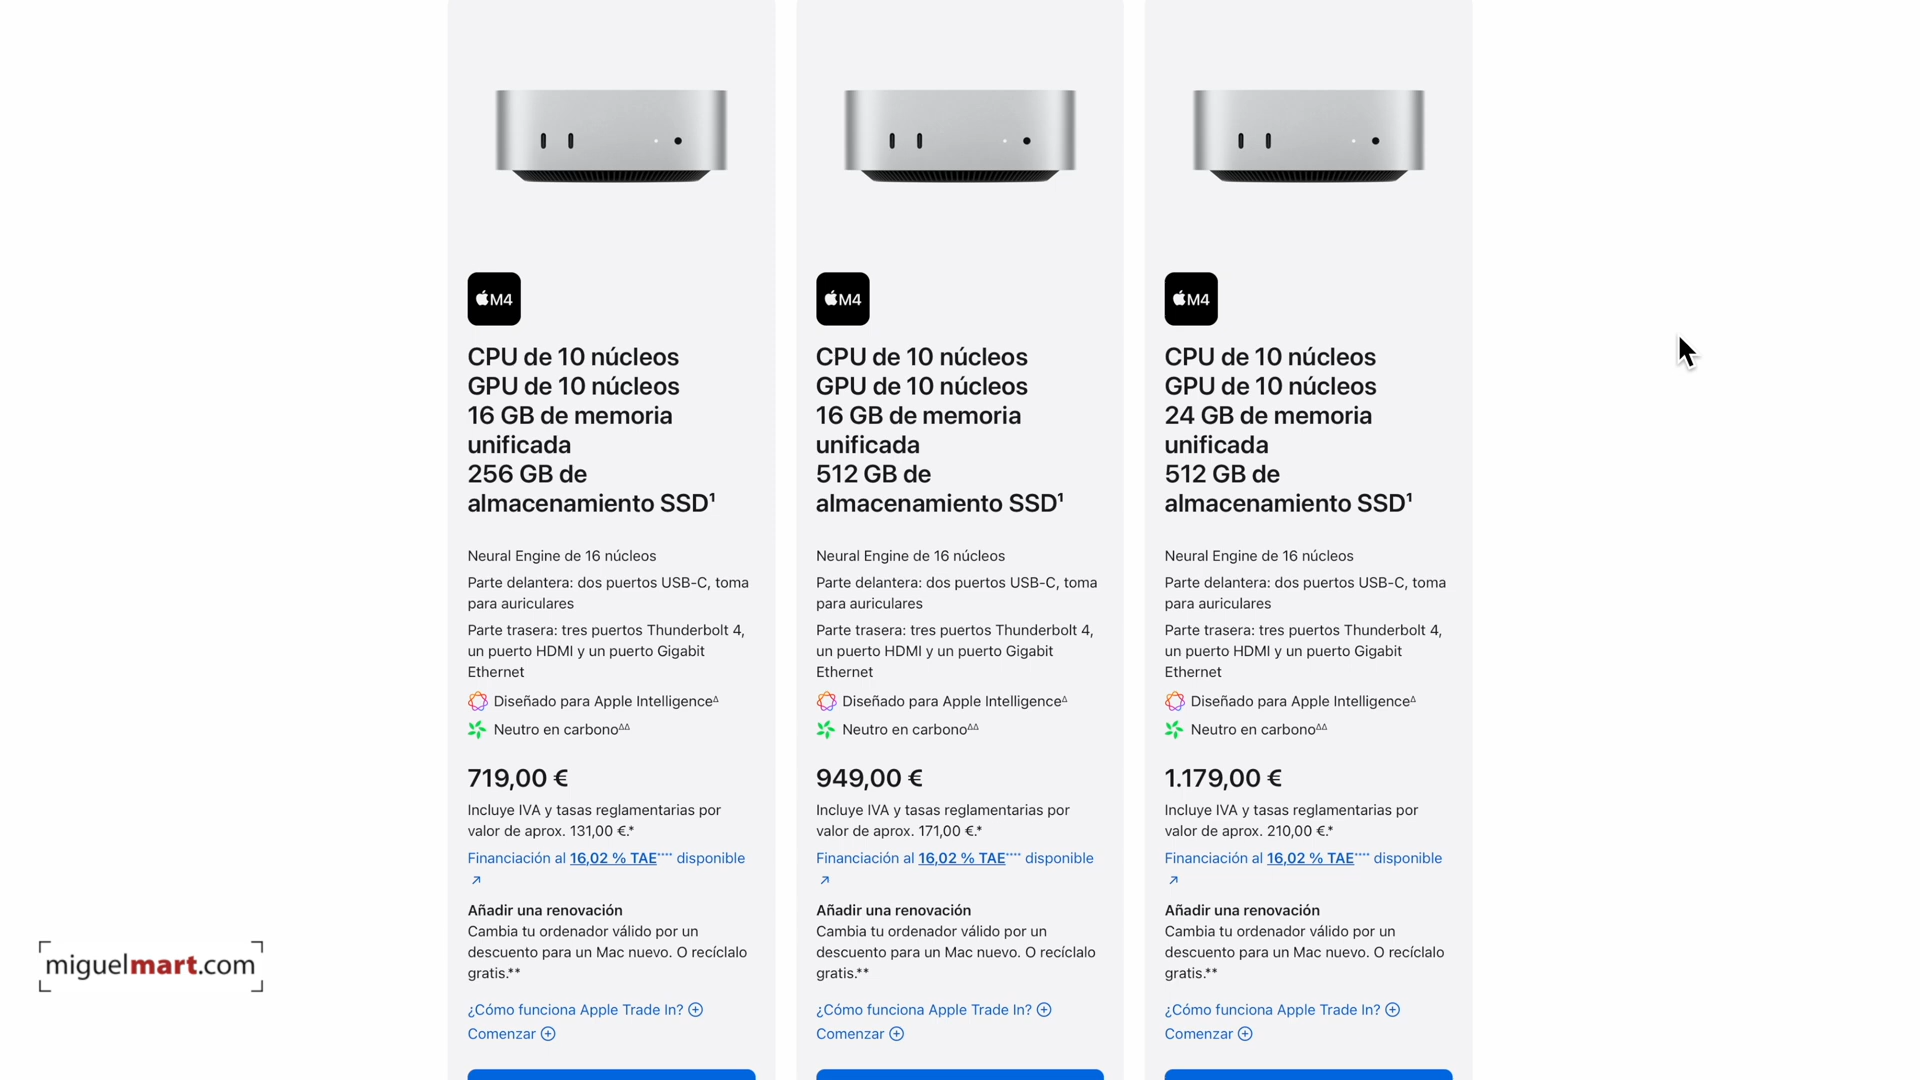 M4
CPU de 10 núcleos
GPU de 10 núcleos
16 GB de memoria
unificada
256 GB de
almacenamiento SSD¹
Neural Engine de 16 núcleos
Parte delantera: dos puertos USB-C, toma
para auriculares
Parte trasera: tres puertos Thunderbolt 4,
un puerto HDMI y un puerto Gigabit
Ethernet
Diseñado para Apple Intelligence∆
Neutro en carbono∆∆
719,00 €
Incluye IVA y tasas reglamentarias por
valor de aprox. 131,00 €.*
Financiación al 16,02 % TAE**** disponible
↗
Añadir una renovación
Cambia tu ordenador válido por un
descuento para un Mac nuevo. O recíclalo
gratis.**
¿Cómo funciona Apple Trade In?
Comenzar
M4
CPU de 10 núcleos
GPU de 10 núcleos
16 GB de memoria
unificada
512 GB de
almacenamiento SSD¹
Neural Engine de 16 núcleos
Parte delantera: dos puertos USB-C, toma
para auriculares
Parte trasera: tres puertos Thunderbolt 4,
un puerto HDMI y un puerto Gigabit
Ethernet
Diseñado para Apple Intelligence∆
Neutro en carbono∆∆
949,00 €
Incluye IVA y tasas reglamentarias por
valor de aprox. 171,00 €.*
Financiación al 16,02 % TAE**** disponible
↗
Añadir una renovación
Cambia tu ordenador válido por un
descuento para un Mac nuevo. O recíclalo
gratis.**
¿Cómo funciona Apple Trade In?
Comenzar
M4
CPU de 10 núcleos
GPU de 10 núcleos
24 GB de memoria
unificada
512 GB de
almacenamiento SSD¹
Neural Engine de 16 núcleos
Parte delantera: dos puertos USB-C, toma
para auriculares
Parte trasera: tres puertos Thunderbolt 4,
un puerto HDMI y un puerto Gigabit
Ethernet
Diseñado para Apple Intelligence∆
Neutro en carbono∆∆
1.179,00 €
Incluye IVA y tasas reglamentarias por
valor de aprox. 210,00 €.*
Financiación al 16,02 % TAE**** disponible
↗
Añadir una renovación
Cambia tu ordenador válido por un
descuento para un Mac nuevo. O recíclalo
gratis.**
¿Cómo funciona Apple Trade In?
Comenzar
miguelmart.com